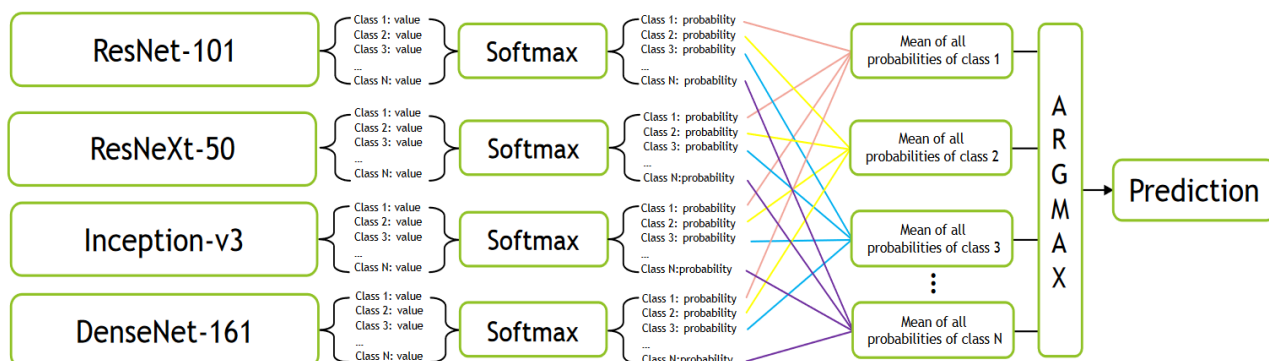 ResNet-101
Class 1: value
Class 2: value
Class 3: value
...
Class N: value
Softmax
Class 1: probability
Class 2: probability
Class 3: probability
...
Class N: probability
ResNeXt-50
Class 1: value
Class 2: value
Class 3: value
...
Class N: value
Softmax
Class 1: probability
Class 2: probability
Class 3: probability
...
Class N:probability
Inception-v3
Class 1: value
Class 2: value
Class 3: value
...
Class N: value
Softmax
Class 1: probability
Class 2: probability
Class 3: probability
...
Class N:probability
DenseNet-161
Class 1: value
Class 2: value
Class 3: value
...
Class N: value
Softmax
Class 1: probability
Class 2: probability
Class 3: probability
...
Class N:probability
Mean of all
probabilities of class 1
Mean of all
probabilities of class 2
Mean of all
probabilities of class 3
Mean of all
probabilities of class N
ARGMAX
Prediction